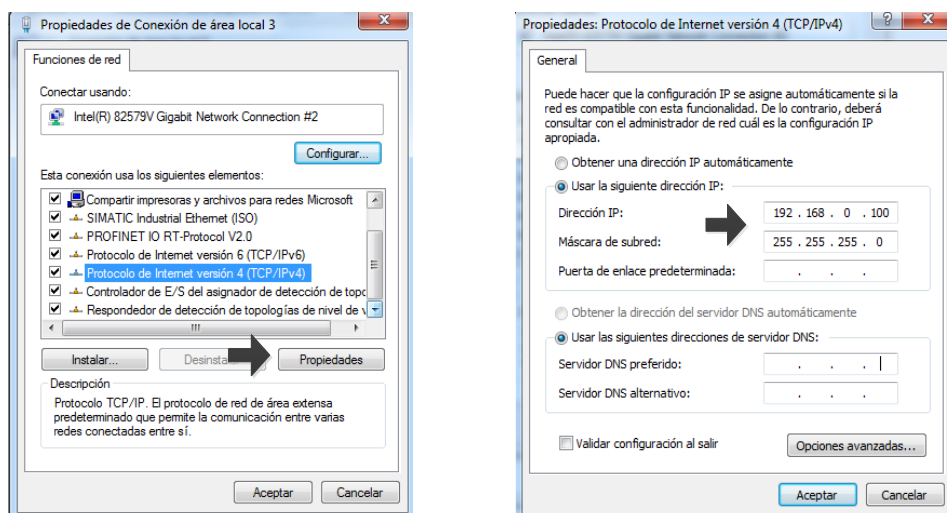 Propiedades de Conexión de área local 3
Funciones de red
Conectar usando:
Intel(R) 82579V Gigabit Network Connection #2
Configurar...
Esta conexión usa los siguientes elementos:
Compartir impresoras y archivos para redes Microsoft
SIMATIC Industrial Ethernet (ISO)
PROFINET IO RT-Protocol V2.0
Protocolo de Internet versión 6 (TCP/IPv6)
Protocolo de Internet versión 4 (TCP/IPv4)
Controlador de E/S del asignador de detección de topo
Respondedor de detección de topologías de nivel de v
Instalar...
Desinsta
Propiedades
Descripción
Protocolo TCP/IP. El protocolo de red de área extensa
predeterminado que permite la comunicación entre varias
redes conectadas entre sí.
Aceptar
Cancelar
Propiedades: Protocolo de Internet versión 4 (TCP/IPv4)
General
Puede hacer que la configuración IP se asigne automáticamente si la
red es compatible con esta funcionalidad. De lo contrario, deberá
consultar con el administrador de red cuál es la configuración IP
apropiada.
Obtener una dirección IP automáticamente
Usar la siguiente dirección IP:
Dirección IP: 192 . 168 . 0 . 100
Máscara de subred: 255 . 255 . 255 . 0
Puerta de enlace predeterminada: . . .
Obtener la dirección del servidor DNS automáticamente
Usar las siguientes direcciones de servidor DNS:
Servidor DNS preferido: . . .
Servidor DNS alternativo: . . .
Validar configuración al salir
Opciones avanzadas...
Aceptar
Cancelar